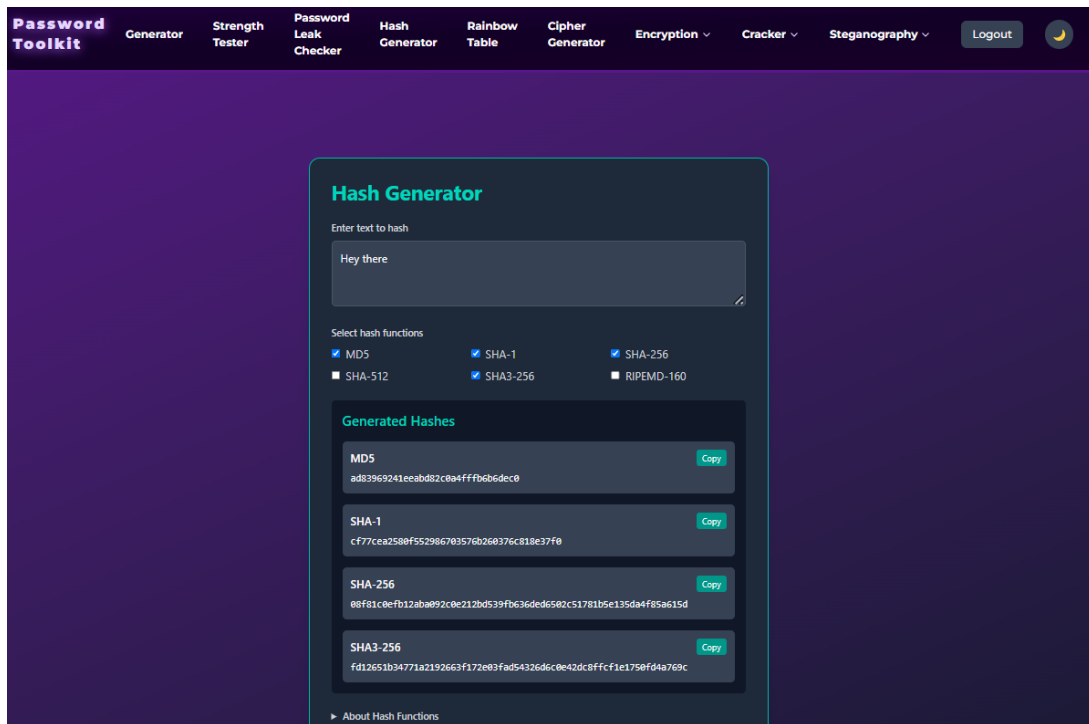 Password Toolkit
Generator
Strength Tester
Password Leak Checker
Hash Generator
Rainbow Table
Cipher Generator
Encryption
Cracker
Steganography
Logout
Hash Generator
Enter text to hash
Hey there
Select hash functions
MD5
SHA-1
SHA-256
SHA-512
SHA3-256
RIPEMD-160
Generated Hashes
MD5
Copy
ad83969241eeabd82c0a4fffb6b6dec0
SHA-1
Copy
cf77cea2580f552986703576b260376c818e37f0
SHA-256
Copy
08f81c0efb12aba092c0e212bd539fb636ded6502c51781b5e135da4f85a615d
SHA3-256
Copy
fd12651b34771a2192663f172e03fad54326d6c0e42dc8ffcf1e1750fd4a769c
About Hash Functions